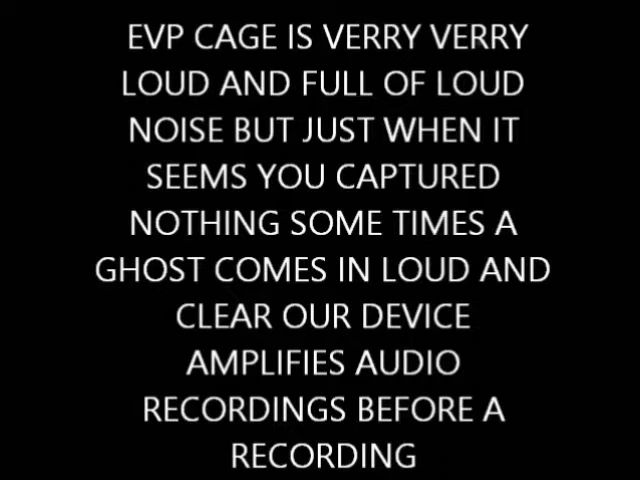 EVP CAGE IS VERRY VERRY
LOUD AND FULL OF LOUD
NOISE BUT JUST WHEN IT
SEEMS YOU CAPTURED
NOTHING SOME TIMES A
GHOST COMES IN LOUD AND
CLEAR OUR DEVICE
AMPLIFIES AUDIO
RECORDINGS BEFORE A
RECORDING